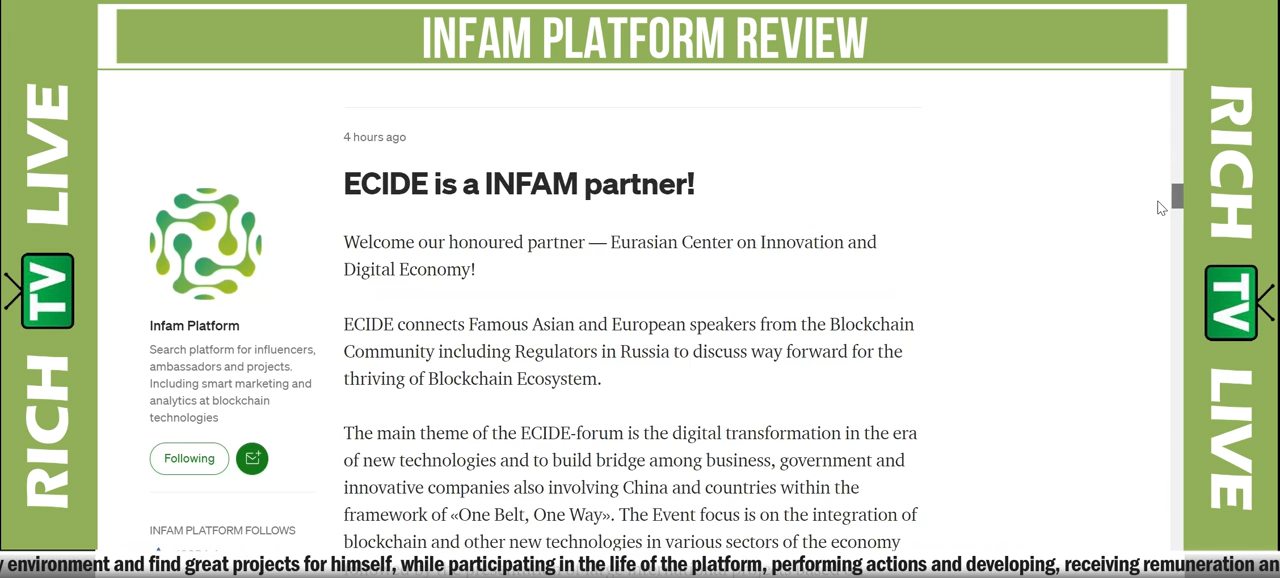 INFAM PLATFORM REVIEW
RICH TV LIVE
4 hours ago
ECIDE is a INFAM partner!
Welcome our honoured partner — Eurasian Center on Innovation and
Digital Economy!
ECIDE connects Famous Asian and European speakers from the Blockchain
Community including Regulators in Russia to discuss way forward for the
thriving of Blockchain Ecosystem.
The main theme of the ECIDE-forum is the digital transformation in the era
of new technologies and to build bridge among business, government and
innovative companies also involving China and countries within the
framework of «One Belt, One Way». The Event focus is on the integration of
blockchain and other new technologies in various sectors of the economy
Infam Platform
Search platform for influencers,
ambassadors and projects.
Including smart marketing and
analytics at blockchain
technologies
Following
INFAM PLATFORM FOLLOWS
RICH TV LIVE
environment and find great projects for himself, while participating in the life of the platform, performing actions and developing, receiving remuneration an